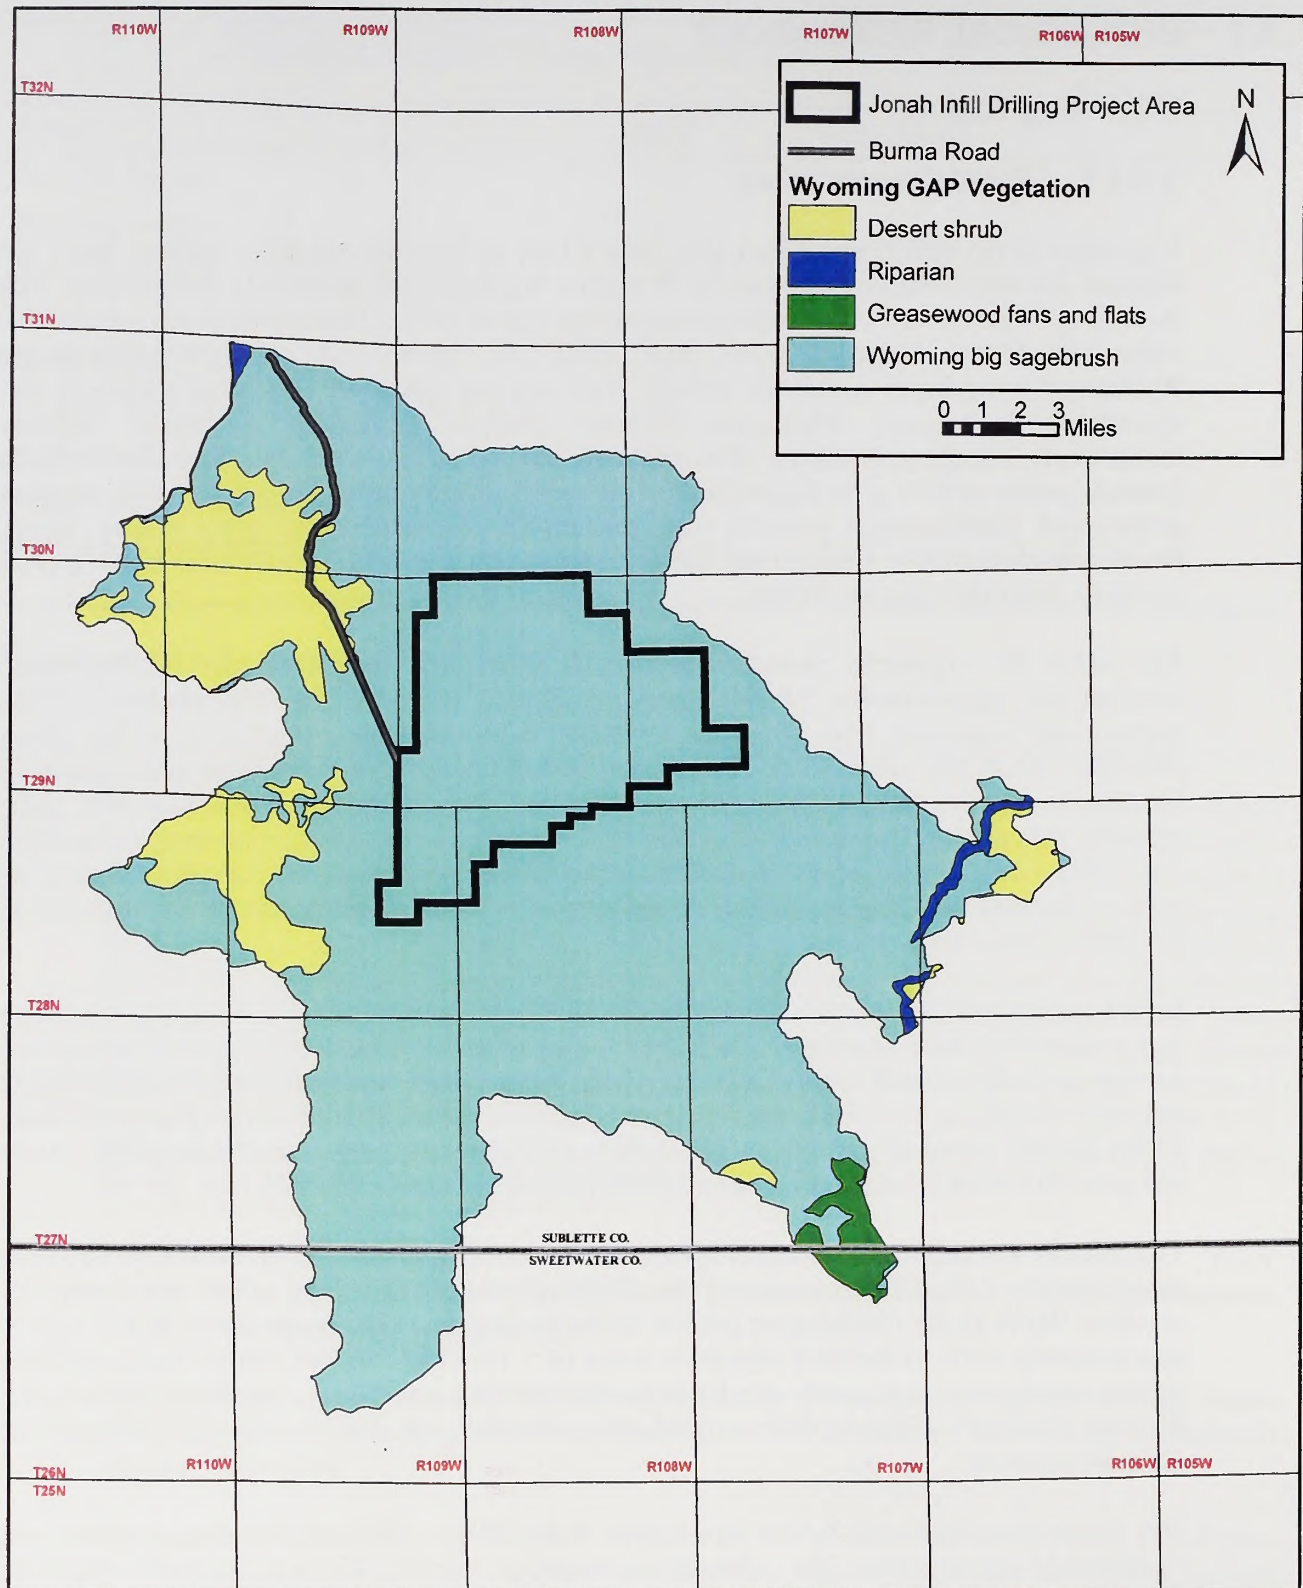 R110W
R109W
R108W
R107W
R106W
R105W
T32N
Jonah Infill Drilling Project Area
N
Burma Road
Wyoming GAP Vegetation
Desert shrub
Riparian
Greasewood fans and flats
Wyoming big sagebrush
0 1 2 3
Miles
T31N
T30N
T29N
T28N
T27N
SUBLETTE CO.
SWEETWATER CO.
R110W
R109W
R108W
R107W
R106W
R105W
T26N
T25N